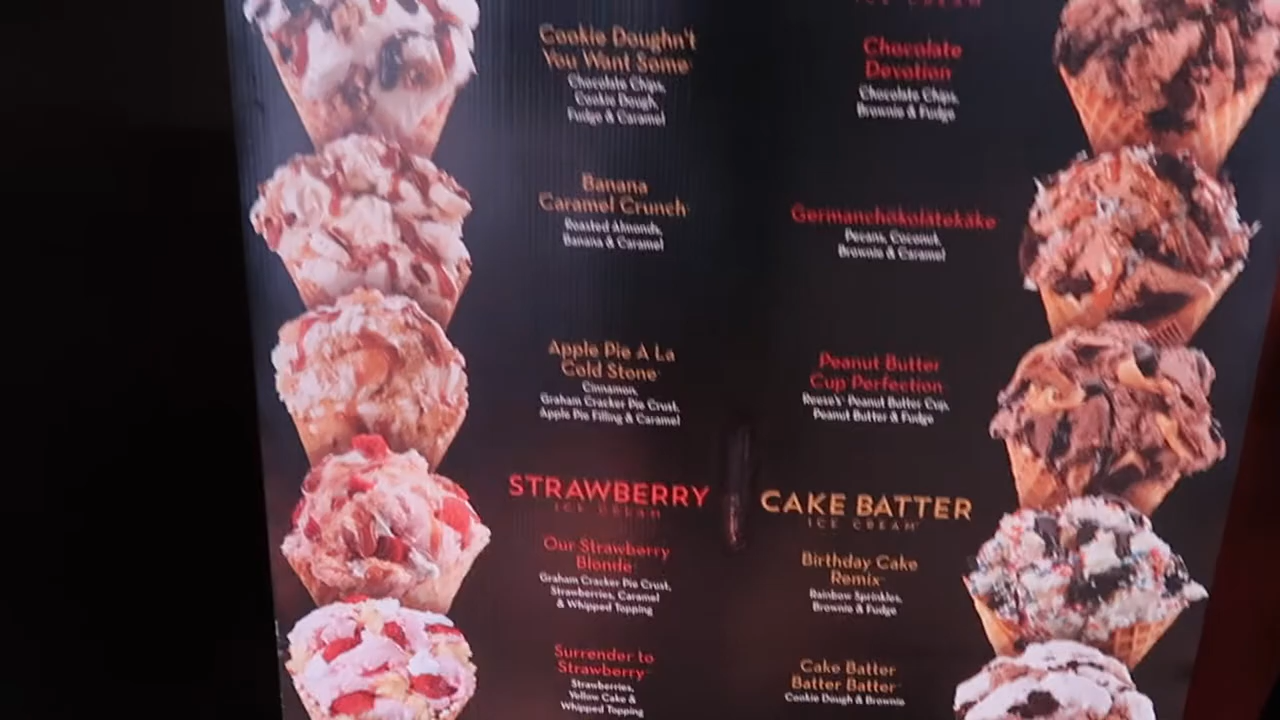 Cookie Doughn't
You Want Some
Chocolate Chips,
Cookie Dough,
Fudge & Caramel
Banana
Caramel Crunch
Roasted Almonds,
Banana & Caramel
Apple Pie A La
Cold Stone
Cinnamon,
Graham Cracker Pie Crust,
Apple Pie Filling & Caramel
STRAWBERRY
ICE CREAM
Our Strawberry
Blonde
Graham Cracker Pie Crust,
Strawberries, Caramel
& Whipped Topping
Surrender to
Strawberry
Strawberries,
Yellow Cake &
Whipped Topping
ICE CREAM
Chocolate
Devotion
Chocolate Chips,
Brownie & Fudge
Germanchökolätekäke
Pecans, Coconut,
Brownie & Caramel
Peanut Butter
Cup Perfection
Reese's Peanut Butter Cup,
Peanut Butter & Fudge
CAKE BATTER
ICE CREAM
Birthday Cake
Remix
Rainbow Sprinkles,
Brownie & Fudge
Cake Batter
Batter Batter
Cookie Dough & Brownie